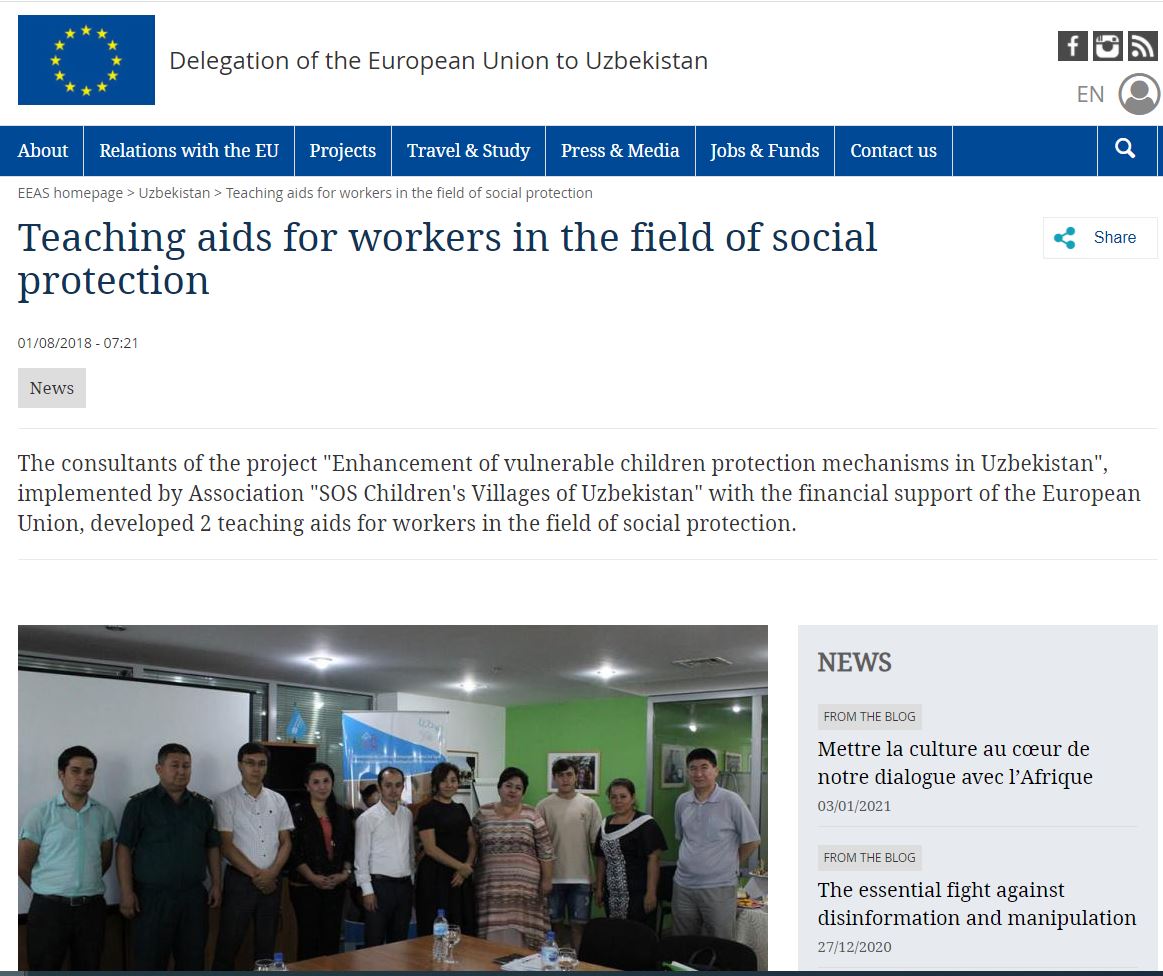 Delegation of the European Union to Uzbekistan
EN
About
Relations with the EU
Projects
Travel & Study
Press & Media
Jobs & Funds
Contact us
EEAS homepage > Uzbekistan > Teaching aids for workers in the field of social protection
Teaching aids for workers in the field of social
protection
Share
01/08/2018 - 07:21
News
The consultants of the project "Enhancement of vulnerable children protection mechanisms in Uzbekistan",
implemented by Association "SOS Children's Villages of Uzbekistan" with the financial support of the European
Union, developed 2 teaching aids for workers in the field of social protection.
NEWS
FROM THE BLOG
Mettre la culture au cœur de
notre dialogue avec l’Afrique
03/01/2021
FROM THE BLOG
The essential fight against
disinformation and manipulation
27/12/2020